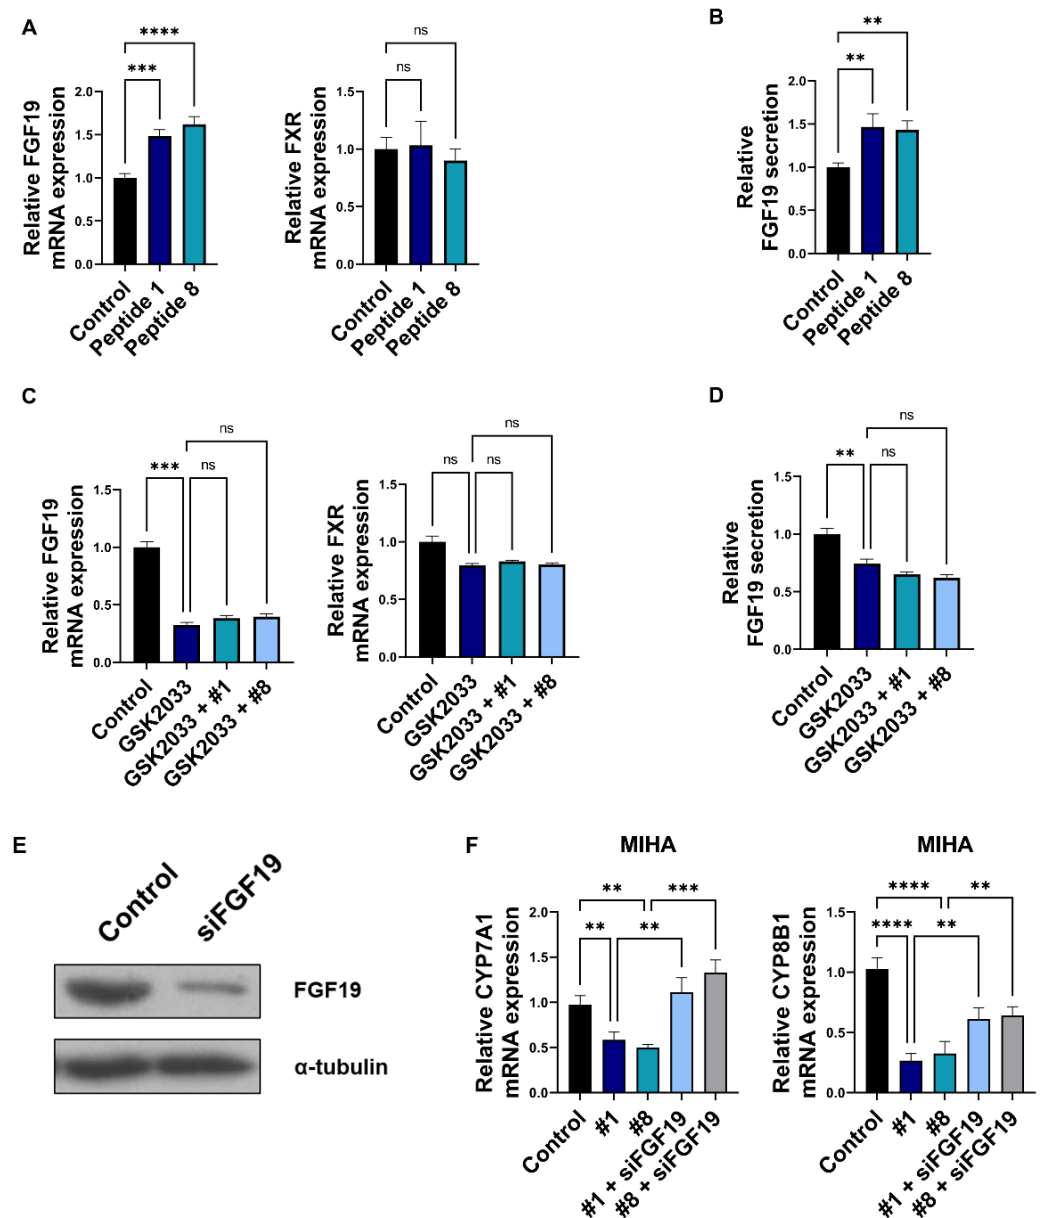 A
B
Relative FGF19
mRNA expression
2.0
1.5
1.0
0.5
0.0
***
****
Control
Peptide 1
Peptide 8
Relative FXR
mRNA expression
1.5
1.0
0.5
0.0
ns
ns
Control
Peptide 1
Peptide 8
Relative
FGF19 secretion
2.0
1.5
1.0
0.5
0.0
**
**
Control
Peptide 1
Peptide 8
C
D
Relative FGF19
mRNA expression
1.5
1.0
0.5
0.0
***
ns
ns
Control
GSK2033
GSK2033 + #1
GSK2033 + #8
Relative FXR
mRNA expression
1.5
1.0
0.5
0.0
ns
ns
ns
Control
GSK2033
GSK2033 + #1
GSK2033 + #8
Relative
FGF19 secretion
1.5
1.0
0.5
0.0
**
ns
ns
Control
GSK2033
GSK2033 + #1
GSK2033 + #8
E
Control
siFGF19
FGF19
α-tubulin
F
MIHA
Relative CYP7A1
mRNA expression
2.0
1.5
1.0
0.5
0.0
**
***
**
**
Control
#1
#8
#1 + siFGF19
#8 + siFGF19
MIHA
Relative CYP8B1
mRNA expression
1.5
1.0
0.5
0.0
****
**
****
**
Control
#1
#8
#1 + siFGF19
#8 + siFGF19